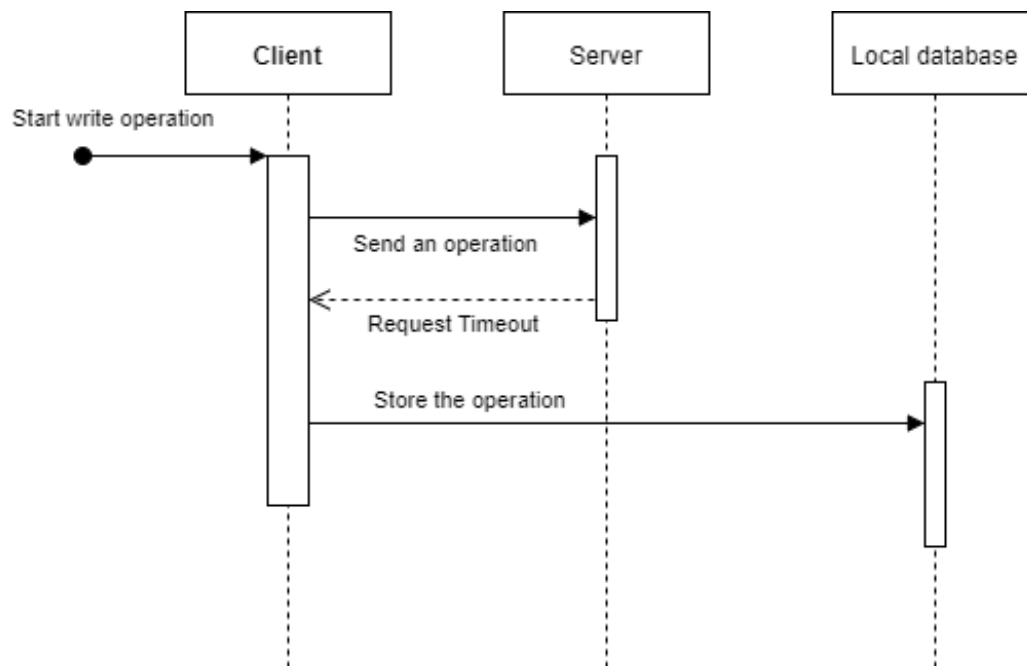 Client
Server
Local database
Start write operation
Send an operation
Request Timeout
Store the operation